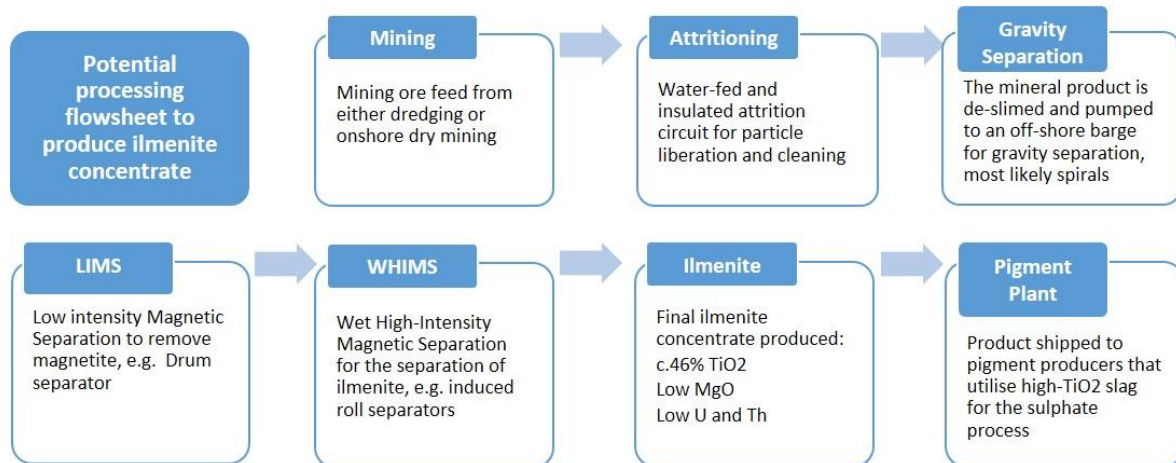 Potential
processing
flowsheet to
produce ilmenite
concentrate
Mining
Mining ore feed from
either dredging or
onshore dry mining
Attritioning
Water-fed and
insulated attrition
circuit for particle
liberation and cleaning
Gravity
Separation
The mineral product is
de-slimed and pumped
to an off-shore barge
for gravity separation,
most likely spirals
LIMS
Low intensity Magnetic
Separation to remove
magnetite, e.g. Drum
separator
WHIMS
Wet High-Intensity
Magnetic Separation
for the separation of
ilmenite, e.g. induced
roll separators
Ilmenite
Final ilmenite
concentrate produced:
c.46% TiO2
Low MgO
Low U and Th
Pigment
Plant
Product shipped to
pigment producers that
utilise high-TiO2 slag
for the sulphate
process